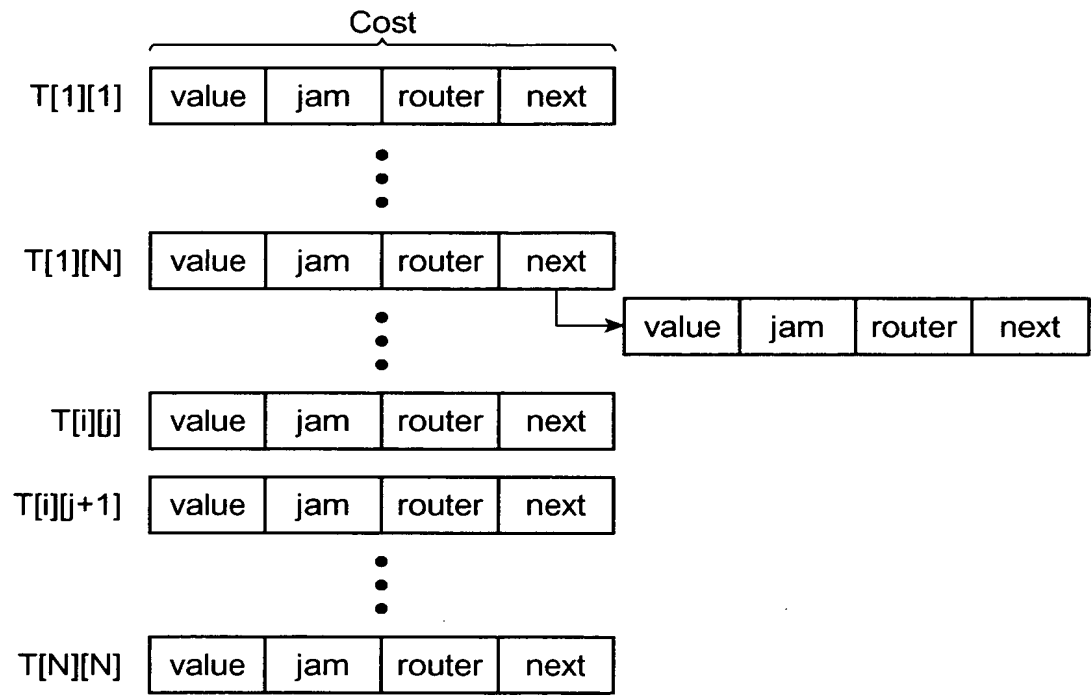 Cost
T[1][1] value jam router next
T[1][N] value jam router next
value jam router next
T[i][j] value jam router next
T[i][j+1] value jam router next
T[N][N] value jam router next